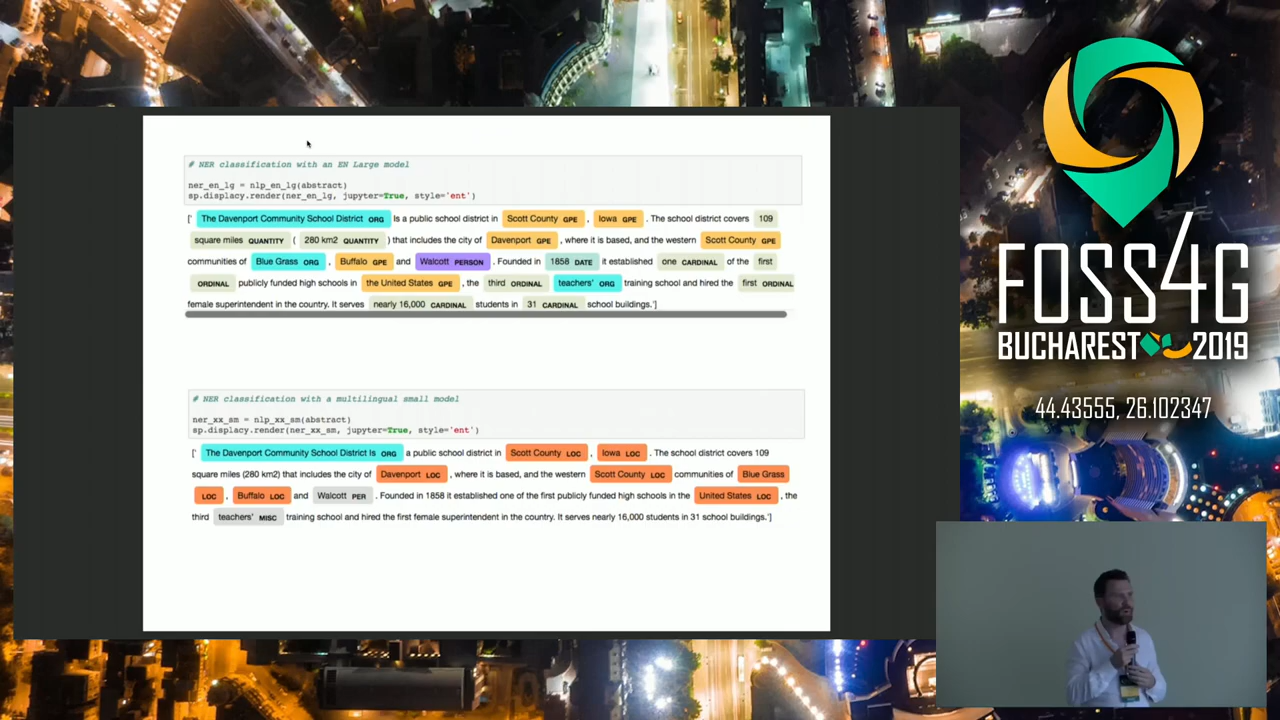 # NER classification with an EN Large model
ner_en_lg = nlp_en_lg(abstract)
sp.displacy.render(ner_en_lg, jupyter=True, style='ent')
[' The Davenport Community School District ORG Is a public school district in Scott County GPE , Iowa GPE . The school district covers 109
square miles QUANTITY ( 280 km2 QUANTITY ) that includes the city of Davenport GPE , where it is based, and the western Scott County GPE
communities of Blue Grass ORG , Buffalo GPE and Walcott PERSON . Founded in 1858 DATE it established one CARDINAL of the first
ORDINAL publicly funded high schools in the United States GPE , the third ORDINAL teachers' ORG training school and hired the first ORDINAL
female superintendent in the country. It serves nearly 16,000 CARDINAL students in 31 CARDINAL school buildings.']
# NER classification with a multilingual small model
ner_xx_sm = nlp_xx_sm(abstract)
sp.displacy.render(ner_xx_sm, jupyter=True, style='ent')
[' The Davenport Community School District Is ORG a public school district in Scott County LOC , Iowa LOC . The school district covers 109
square miles (280 km2) that includes the city of Davenport LOC , where it is based, and the western Scott County LOC communities of Blue Grass
LOC , Buffalo LOC and Walcott PER . Founded in 1858 it established one of the first publicly funded high schools in the United States LOC , the
third teachers' MISC training school and hired the first female superintendent in the country. It serves nearly 16,000 students in 31 school buildings.']
FOSS4G
BUCHAREST 2019
44.43555, 26.102347